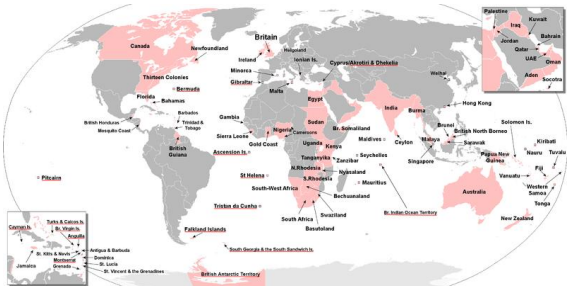 Canada
Newfoundland
Thirteen Colonies
Bermuda
Florida
Bahamas
British Honduras
Mosquito Coast
Barbados
Trinidad &
Tobago
British
Guiana
Pitcairn
Britain
Heligoland
Ireland
Ionian Is.
Minorca
Gibraltar
Malta
Cyprus/Akrotiri & Dhekelia
Egypt
Sudan
Gambia
Sierra Leone
Nigeria
Cameroons
Gold Coast
Br. Somaliland
Uganda
Kenya
Tanganyika
Zanzibar
Ascension Is.
St Helena
N.Rhodesia
Nyasaland
S.Rhodesia
South-West Africa
Bechuanaland
Tristan da Cunha
South Africa
Swaziland
Basutoland
Falkland Islands
South Georgia & the South Sandwich Is.
British Antarctic Territory
Seychelles
Mauritius
Maldives
Br. Indian Ocean Territory
India
Ceylon
Burma
Weihai
Hong Kong
Malaya
Singapore
Brunei
British North Borneo
Sarawak
Papua New
Guinea
Solomon Is.
Nauru
Kiribati
Tuvalu
Fiji
Vanuatu
Western
Samoa
Tonga
Australia
New Zealand
Palestine
Iraq
Kuwait
Jordan
Bahrain
Qatar
UAE
Oman
Aden
Socotra
Cayman Is.
Turks & Caicos Is.
Br. Virgin Is.
Anguilla
Antigua & Barbuda
St. Kitts & Nevis
Montserrat
Dominica
St. Lucia
Jamaica
Grenada
St. Vincent & the Grenadines